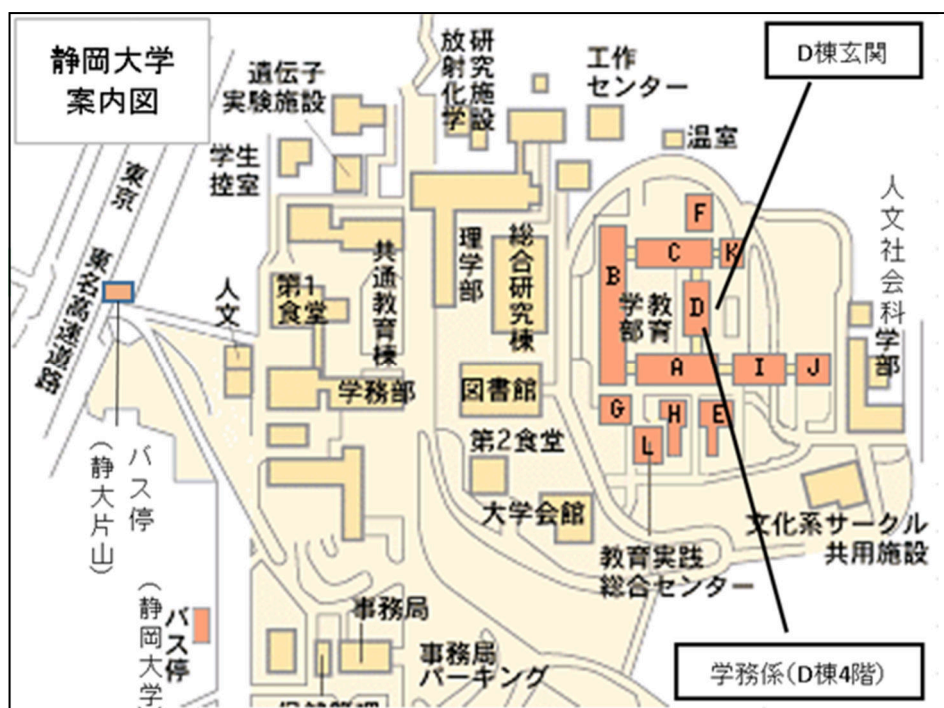 静岡大学
案内図
D棟玄関
遺伝子
実験施設
放射化学
研究施設
工作
センター
学生
控室
温室
東京
東名高速道路
人文
第1
食堂
共通教育棟
理学部
総合研究棟
人文社会科
学部
F
B
C
K
教育
学部
D
A
I
J
学務部
図書館
G
H
E
L
第2食堂
大学会館
バス停
(静大片山)
文化系サークル
共用施設
教育実践
総合センター
バス停
(静岡大学)
事務局
事務局
パーキング
学務係(D棟4階)